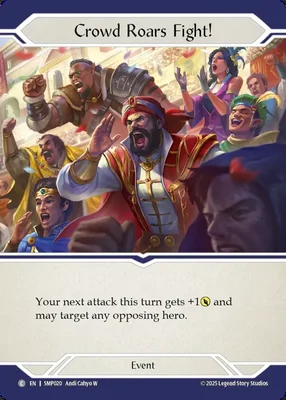 Crowd Roars Fight!
Your next attack this turn gets +1 and
may target any opposing hero.
Event
C EN | SMP020 Andi Cahyo W
© 2025 Legend Story Studios